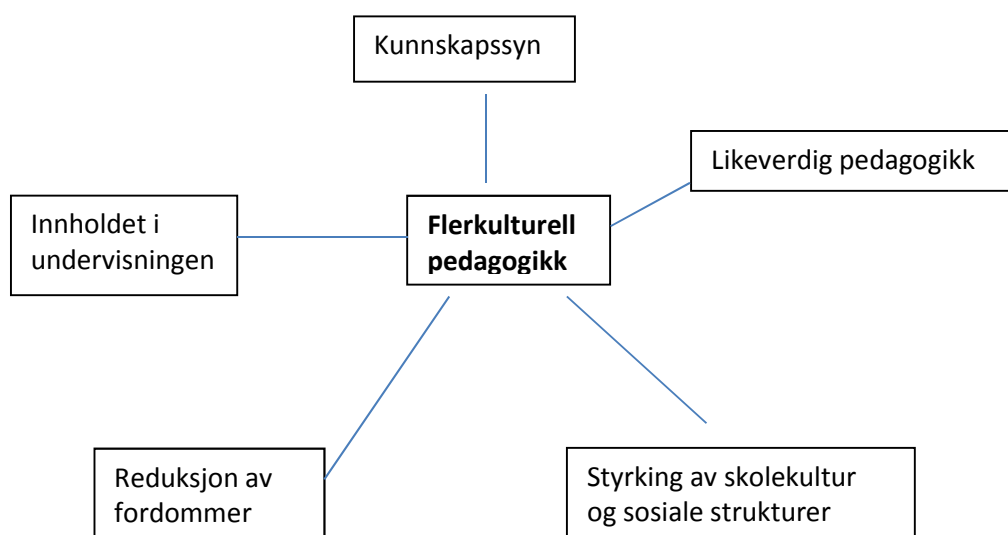 Kunnskapssyn
Likeverdig pedagogikk
Innholdet i
undervisningen
Flerkulturell
pedagogikk
Reduksjon av
fordommer
Styrking av skolekultur
og sosiale strukturer